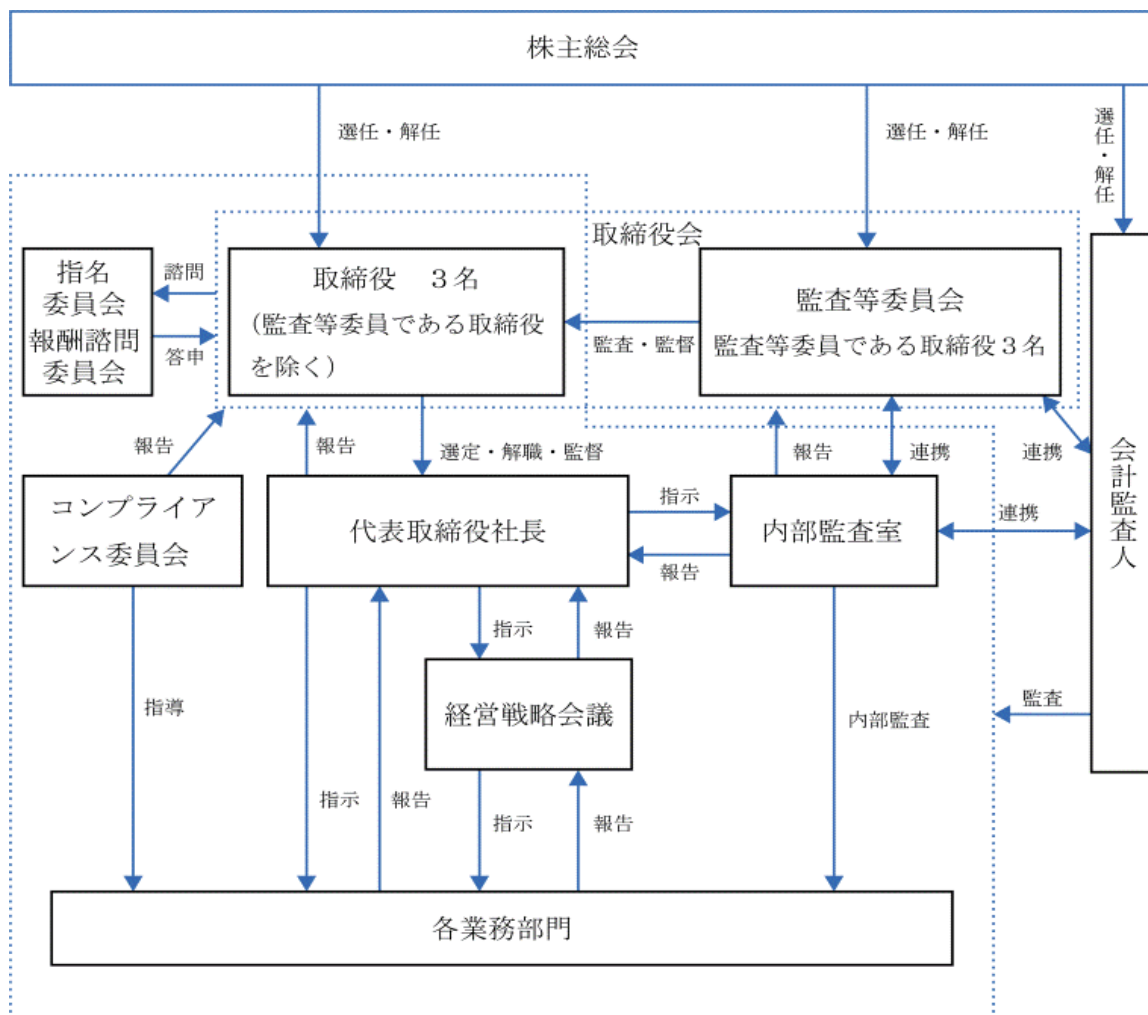 株主総会
選任・解任
選任・解任
選任・解任
取締役会
指名
委員会
報酬諮問
委員会
諮問
答申
取締役 3名
(監査等委員である取締役
を除く)
監査・監督
監査等委員会
監査等委員である取締役3名
報告
報告
選定・解職・監督
報告
連携
連携
コンプライア
ンス委員会
代表取締役社長
指示
報告
内部監査室
連携
会計監査人
指示
報告
指導
経営戦略会議
内部監査
監査
指示
報告
指示
報告
各業務部門